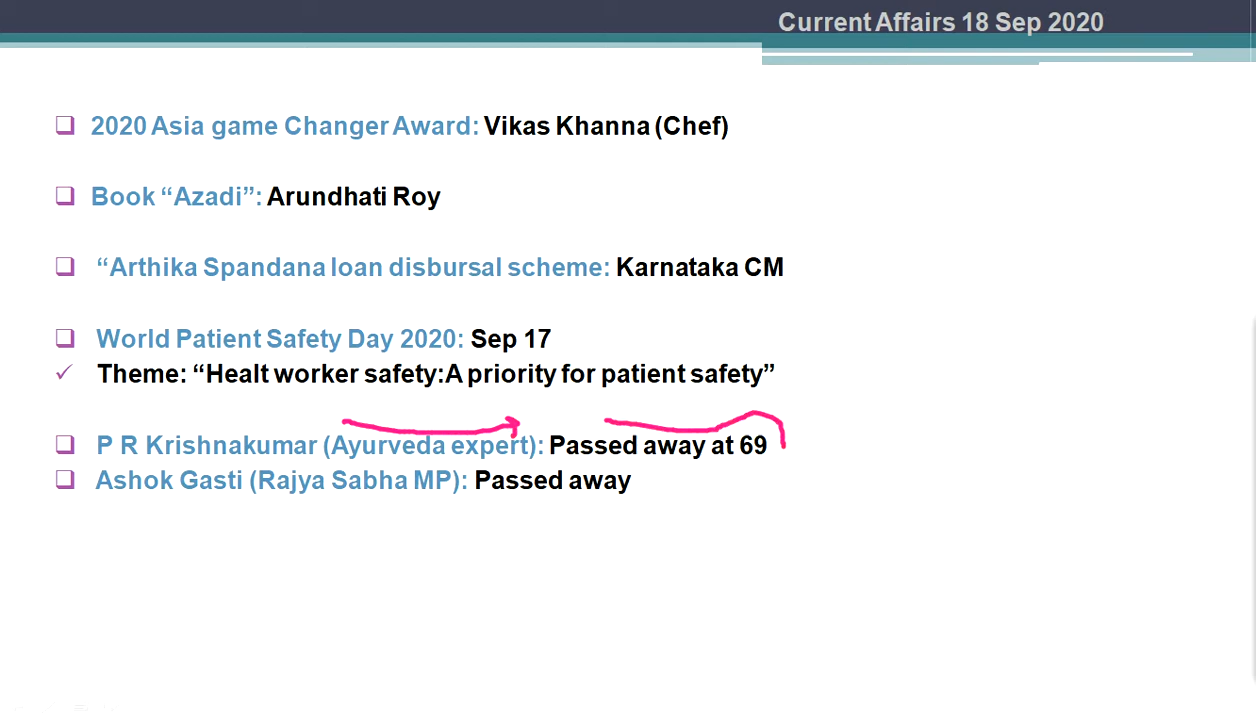 Current Affairs 18 Sep 2020
2020 Asia game Changer Award: Vikas Khanna (Chef)
Book “Azadi”: Arundhati Roy
“Arthika Spandana loan disbursal scheme: Karnataka CM
World Patient Safety Day 2020: Sep 17
Theme: “Healt worker safety:A priority for patient safety”
P R Krishnakumar (Ayurveda expert): Passed away at 69
Ashok Gasti (Rajya Sabha MP): Passed away